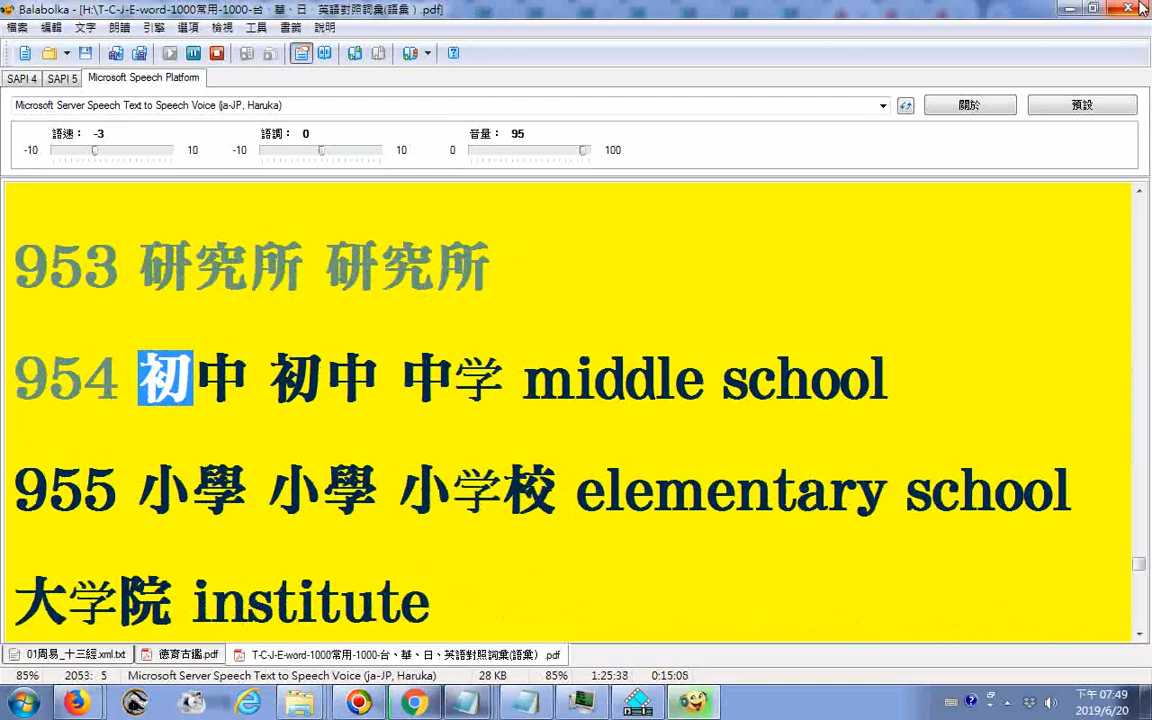 Balabolka - [H:\T-C-J-E-word-1000常用-1000-台、華、日、英語對照詞彙(語彙）.pdf]
檔案 編輯 文字 朗讀 引擎 選項 檢視 工具 書籤 說明
SAPI 4 SAPI 5 Microsoft Speech Platform
Microsoft Server Speech Text to Speech Voice (ja-JP, Haruka) 關於 預設
語速： -3 語調： 0 音量： 95
-10 10 -10 10 0 100
953 研究所 研究所
954 初中 初中 中学 middle school
955 小學 小學 小学校 elementary school
大学院 institute
01周易_十三經.xml.txt 德育古鑑.pdf T-C-J-E-word-1000常用-1000-台、華、日、英語對照詞彙(語彙）.pdf
85% 2053: 5 Microsoft Server Speech Text to Speech Voice (ja-JP, Haruka) 28 KB 85% 1:25:38 0:15:05
下午 07:49
2019/6/20